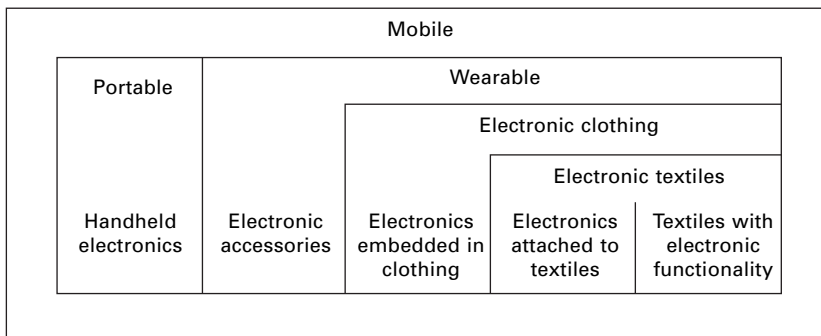 Mobile
Portable
Wearable
Electronic clothing
Electronic textiles
Handheld
electronics
Electronic
accessories
Electronics
embedded in
clothing
Electronics
attached to
textiles
Textiles with
electronic
functionality